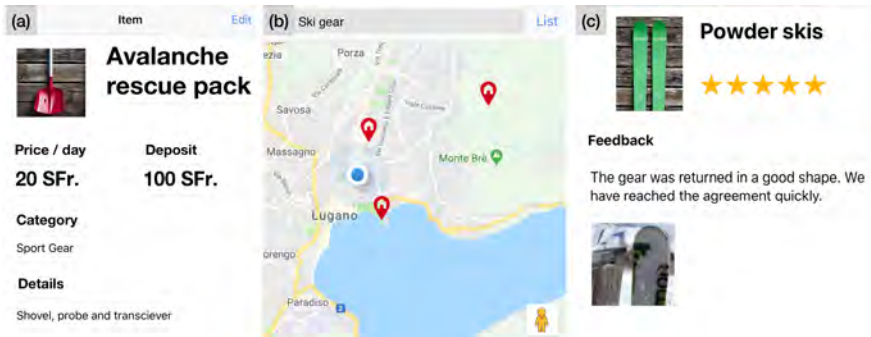 (a)
Item
Edit
Avalanche
rescue pack
Price / day
Deposit
20 SFr.
100 SFr.
Category
Sport Gear
Details
Shovel, probe and transciever
(b)
Ski gear
List
Porza
Savosa
Massagno
Monte Brè
Lugano
orengo
Paradiso
2
(c)
Powder skis
Feedback
The gear was returned in a good shape. We
have reached the agreement quickly.